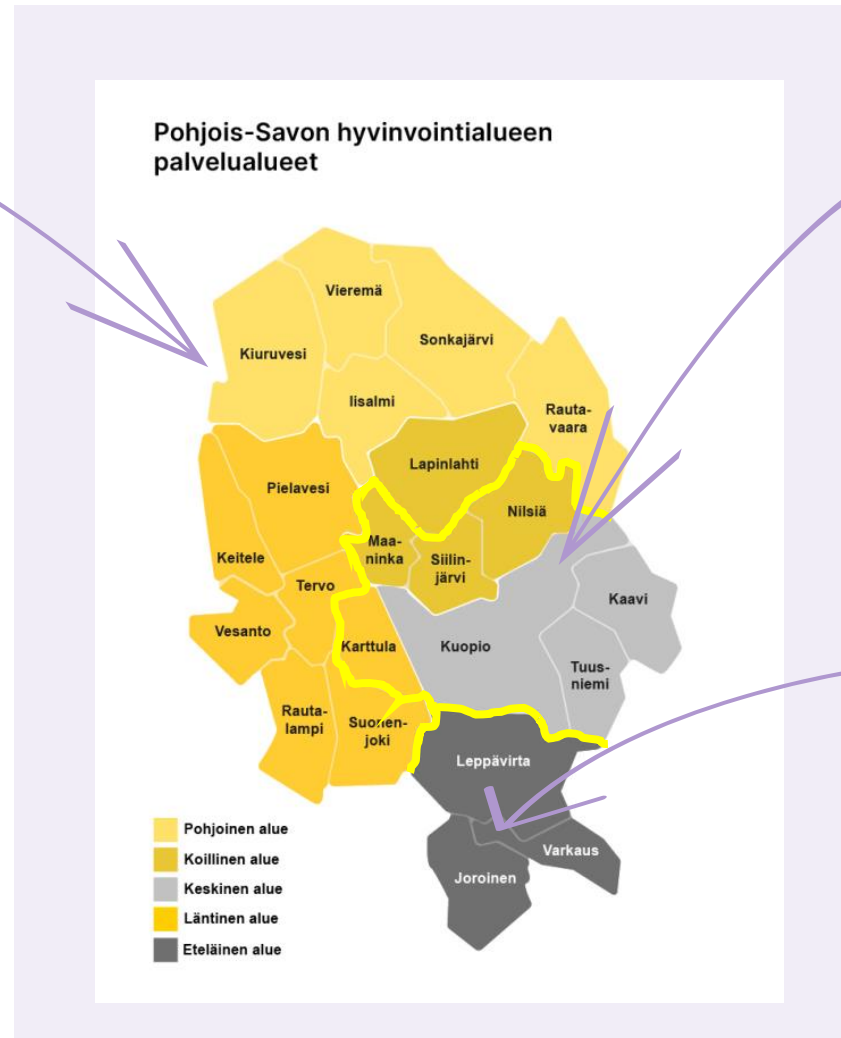 Pohjois-Savon hyvinvointialueen
palvelualueet
Vieremä
Sonkajärvi
Kiuruvesi
Iisalmi
Rauta-
vaara
Lapinlahti
Pielavesi
Nilsiä
Maa-
ninka
Siilin-
järvi
Keitele
Tervo
Kaavi
Vesanto
Karttula
Kuopio
Tuus-
niemi
Rauta-
lampi
Suonen-
joki
Leppävirta
Varkaus
Joroinen
Pohjoinen alue
Koillinen alue
Keskinen alue
Läntinen alue
Eteläinen alue